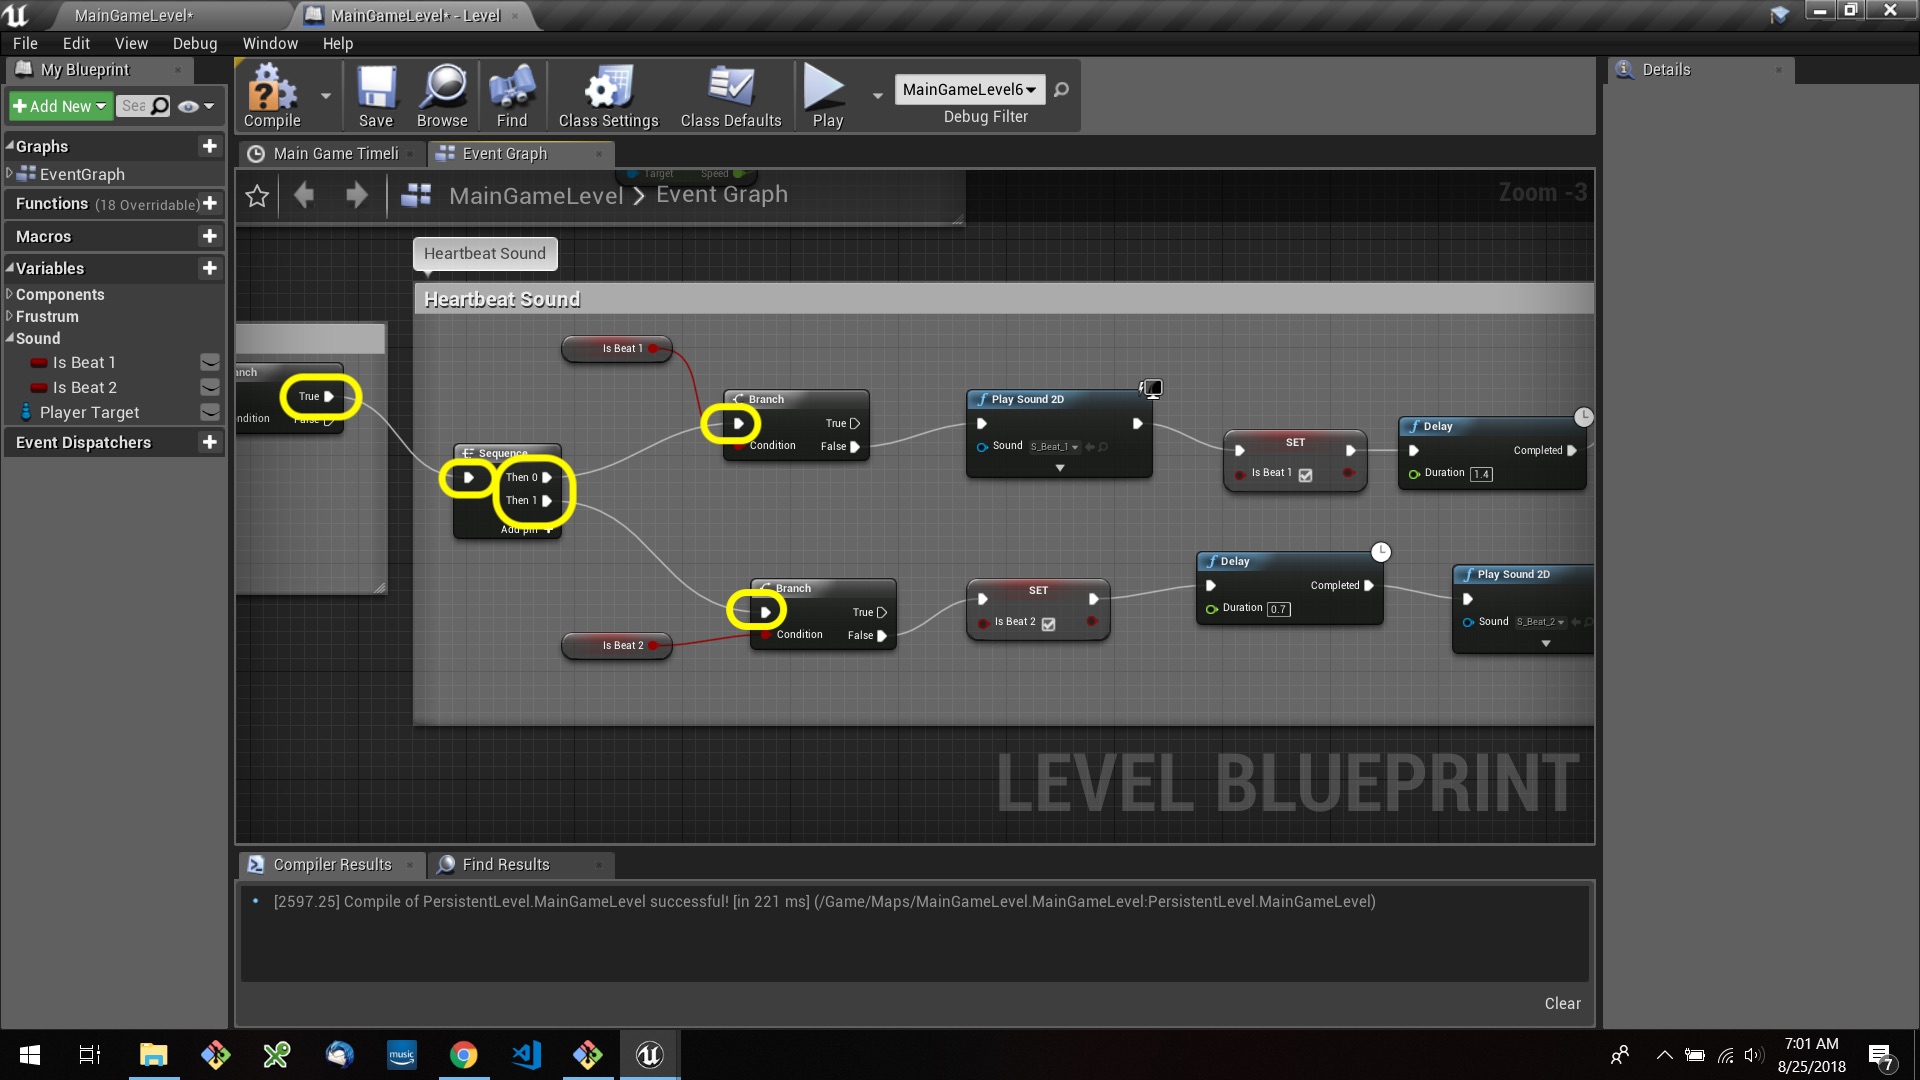 MainGameLevel*
MainGameLevel* - Level
File Edit View Debug Window Help
My Blueprint
Details
Add New
Sea
Compile
Save
Browse
Find
Class Settings
Class Defaults
Play
MainGameLevel6
Debug Filter
Graphs
EventGraph
Functions (18 Overridable)
Macros
Variables
Components
Frustrum
Sound
Is Beat 1
Is Beat 2
Player Target
Event Dispatchers
Main Game Timeli
Event Graph
Target Speed
MainGameLevel > Event Graph
Zoom -3
Heartbeat Sound
Heartbeat Sound
nch
True
ndition
False
Is Beat 1
Sequence
Then 0
Then 1
Add pin +
Branch
True
Condition False
Play Sound 2D
Sound S_Beat_1
SET
Is Beat 1
Delay
Completed
Duration 1.4
Branch
True
Condition False
Is Beat 2
SET
Is Beat 2
Delay
Completed
Duration 0.7
Play Sound 2D
Sound S_Beat_2
LEVEL BLUEPRINT
Compiler Results
Find Results
[2597.25] Compile of PersistentLevel.MainGameLevel successful! [in 221 ms] (/Game/Maps/MainGameLevel.MainGameLevel:PersistentLevel.MainGameLevel)
Clear
music
7:01 AM
8/25/2018
7